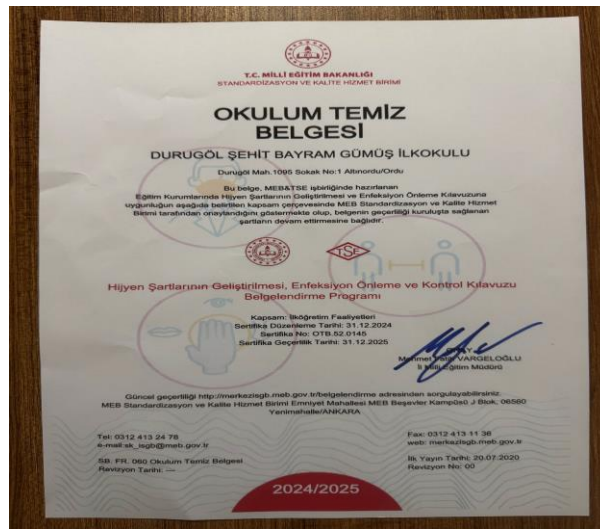 T.C. MİLLÎ EĞİTİM BAKANLIĞI
STANDARDİZASYON VE KALİTE HİZMET BİRİMİ
OKULUM TEMİZ
BELGESİ
DURUGÖL ŞEHİT BAYRAM GÜMÜŞ İLKOKULU
Durugöl Mah.1095 Sokak No:1 Altınordu/Ordu
Bu belge, MEB&TSE işbirliğinde hazırlanan
Eğitim Kurumlarında Hijyen Şartlarının Geliştirilmesi ve Enfeksiyon Önleme Kılavuzuna
uygunluğun aşağıda belirtilen kapsam çerçevesinde MEB Standardizasyon ve Kalite Hizmet
Birimi tarafından onaylandığını göstermekte olup, belgenin geçerliliği kuruluşta sağlanan
şartların devam ettirmesine bağlıdır.
TSE
Hijyen Şartlarının Geliştirilmesi, Enfeksiyon Önleme ve Kontrol Kılavuzu
Belgelendirme Programı
Kapsam: İlköğretim Faaliyetleri
Sertifika Düzenleme Tarihi: 31.12.2024
Sertifika No: OTB.52.0145
Sertifika Geçerlilik Tarihi: 31.12.2025
Mehmet VARGELOĞLU
İl Milli Eğitim Müdürü
Güncel geçerliliği http://merkezisgb.meb.gov.tr/belgelendirme adresinden sorgulayabilirsiniz.
MEB Standardizasyon ve Kalite Hizmet Birimi Emniyet Mahallesi MEB Beşevler Kampüsü J Blok, 06560
Yenimahalle/ANKARA
Tel: 0312 413 24 76
e-mail:sk_isgb@meb.gov.tr
Fax: 0312 413 11 36
web: merkezisgb.meb.gov.tr
SB. FR. 060 Okulum Temiz Belgesi
Revizyon Tarihi: ---
İlk Yayın Tarihi: 20.07.2020
Revizyon No: 00
2024/2025